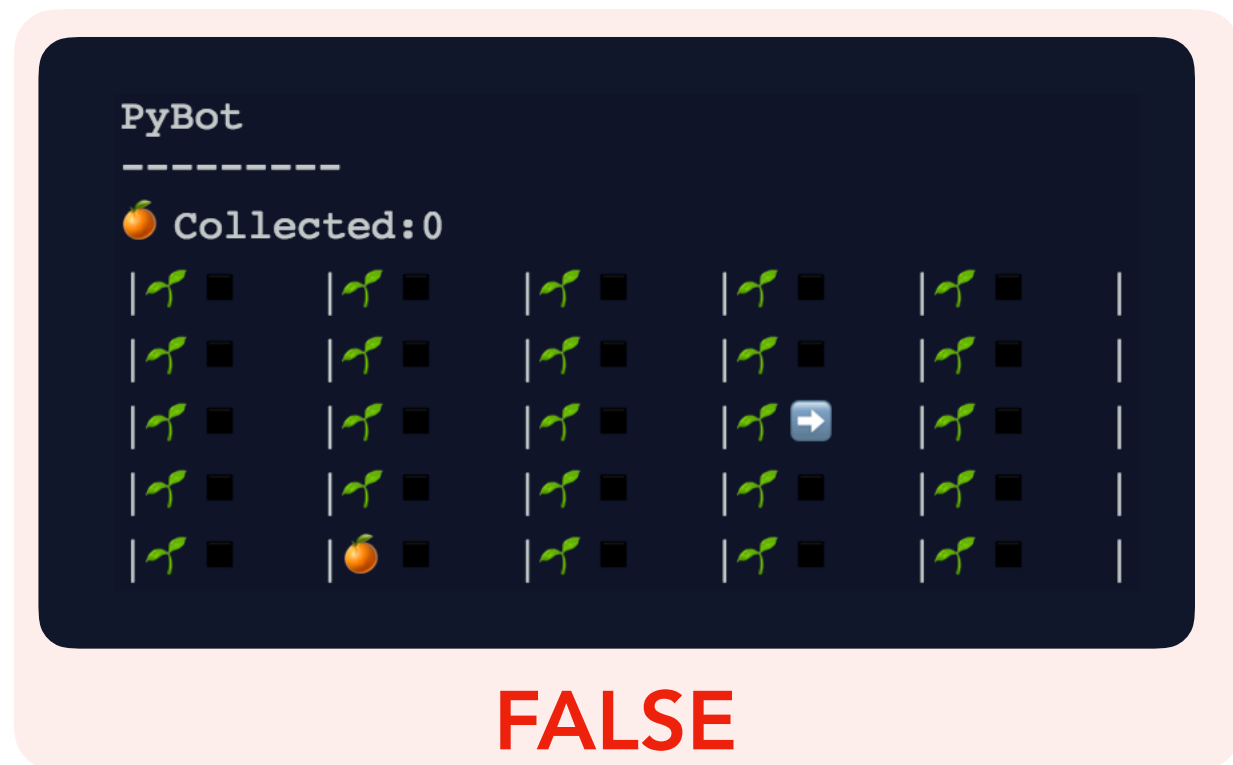 PyBot
---------
🍊 Collected:0
|🌱 ◼️ |🌱 ◼️ |🌱 ◼️ |🌱 ◼️ |🌱 ◼️ |
|🌱 ◼️ |🌱 ◼️ |🌱 ◼️ |🌱 ◼️ |🌱 ◼️ |
|🌱 ◼️ |🌱 ◼️ |🌱 ◼️ |🌱 ➡️ |🌱 ◼️ |
|🌱 ◼️ |🌱 ◼️ |🌱 ◼️ |🌱 ◼️ |🌱 ◼️ |
|🌱 ◼️ |🍊 ◼️ |🌱 ◼️ |🌱 ◼️ |🌱 ◼️ |
FALSE